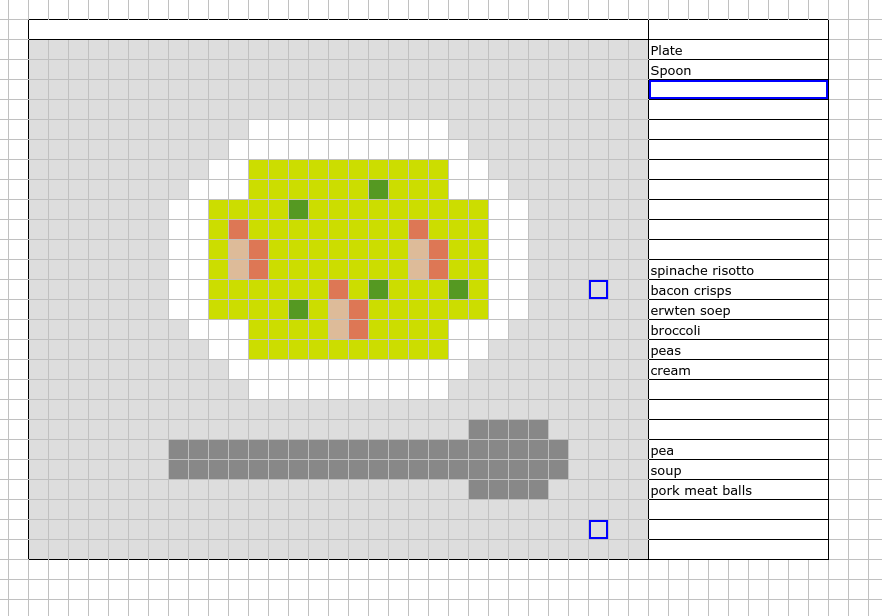 Plate
Spoon
spinache risotto
bacon crisps
erwten soep
broccoli
peas
cream
pea
soup
pork meat balls